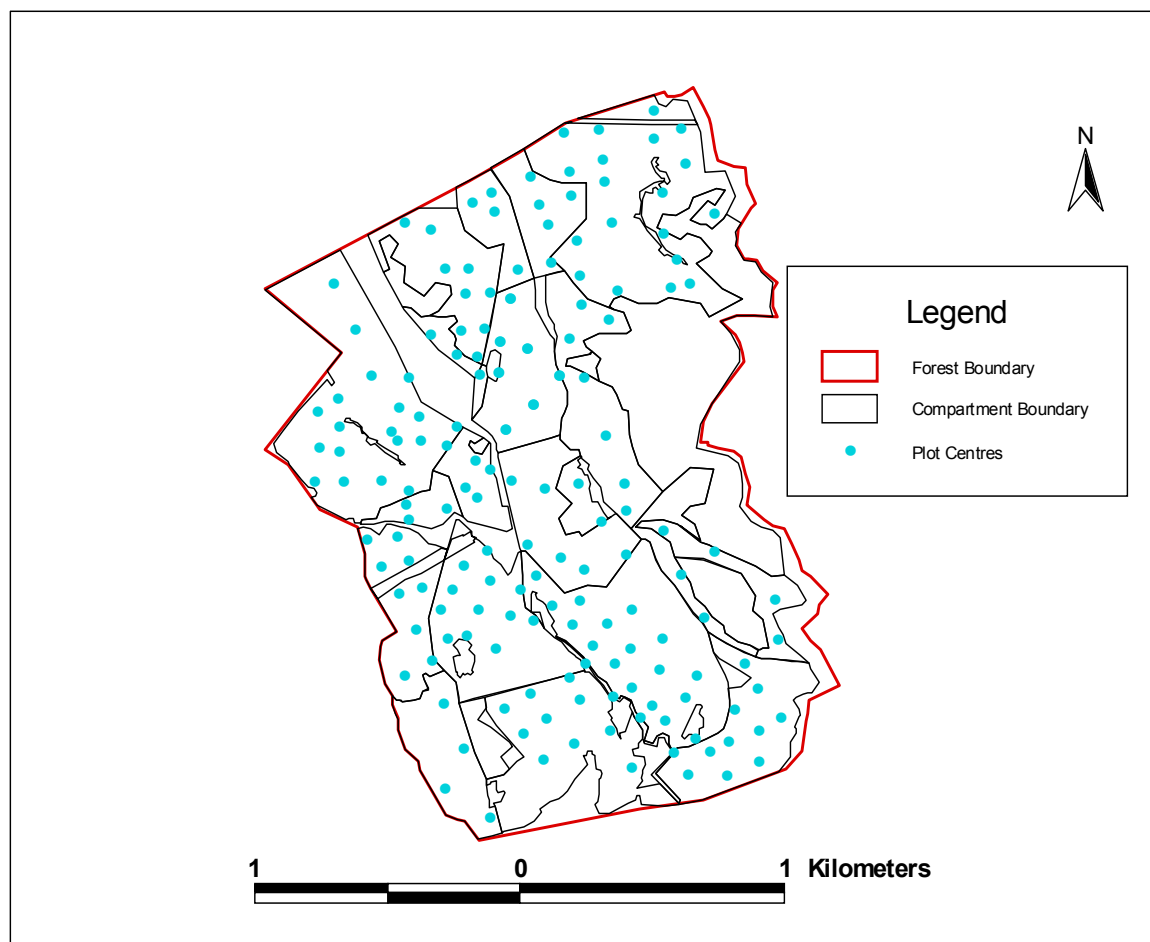 N
Legend
Forest Boundary
Compartment Boundary
Plot Centres
1 0 1 Kilometers